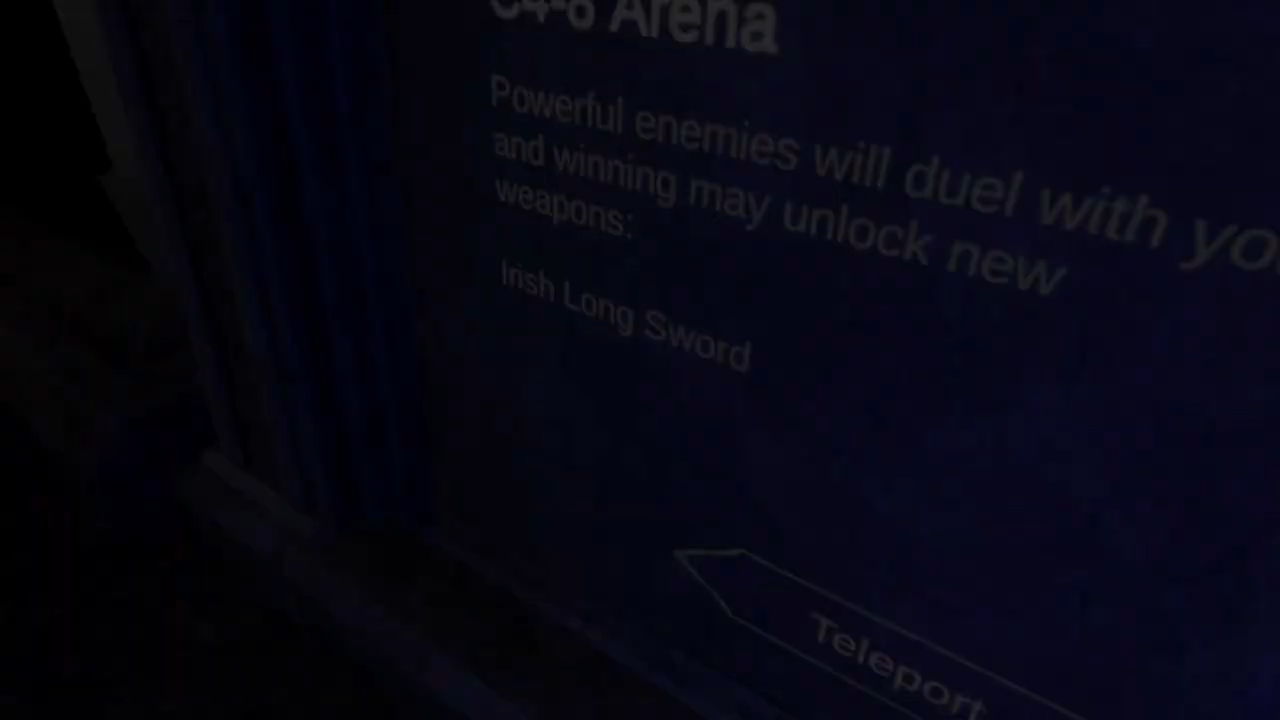 Arena
Powerful enemies will duel with
and winning may unlock new
weapons:
Irish Long Sword
Teleport